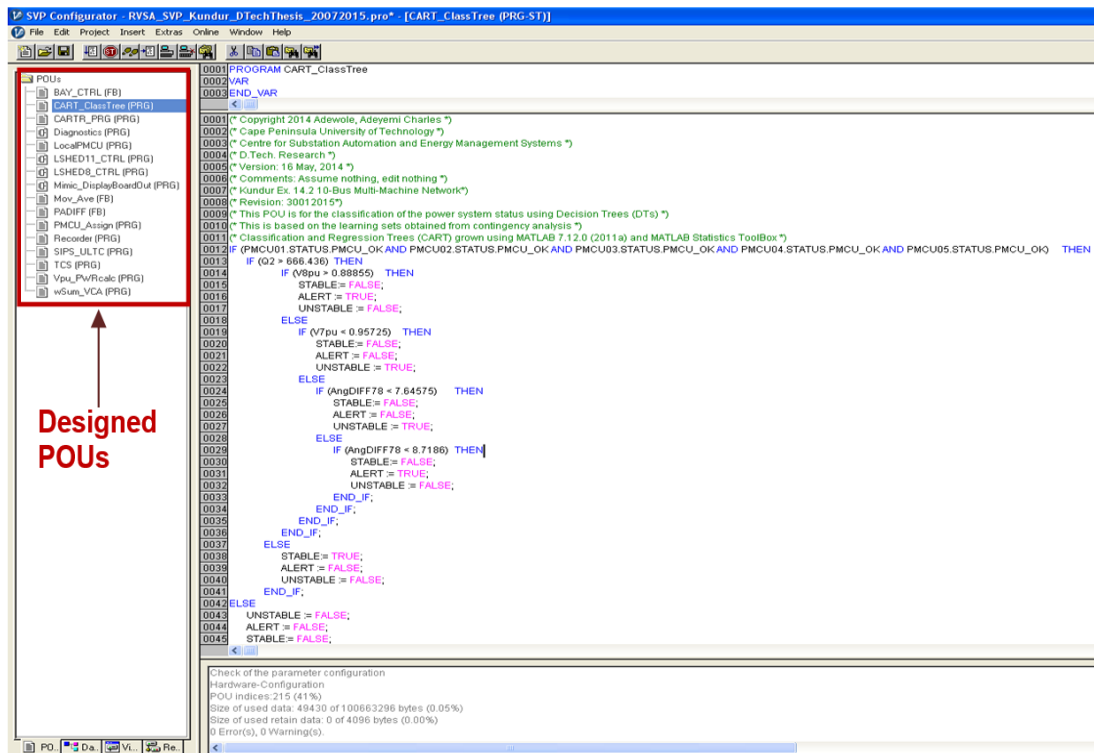 SVP Configurator - RVSA_SVP_Kundur_DTechThesis_20072015.pro* - [CART_ClassTree (PRG-ST)]
File Edit Project Insert Extras Online Window Help
POUs
BAY_CTRL (FB)
CART_ClassTree (PRG)
CARTR_PRG (PRG)
Diagnostics (PRG)
LocalPMCU (PRG)
LSHED11_CTRL (PRG)
LSHED8_CTRL (PRG)
Mimic_DisplayBoardOut (PRG)
Mov_Ave (FB)
PADIFF (FB)
PMCU_Assign (PRG)
Recorder (PRG)
SIPS_ULTC (PRG)
TCS (PRG)
Vpu_PWRcalc (PRG)
wSum_VCA (PRG)
Designed
POUs
PO.. Da.. Vi.. Re..
0001 PROGRAM CART_ClassTree
0002 VAR
0003 END_VAR
0001 (* Copyright 2014 Adewole, Adeyemi Charles *)
0002 (* Cape Peninsula University of Technology *)
0003 (* Centre for Substation Automation and Energy Management Systems *)
0004 (* D.Tech. Research *)
0005 (* Version: 16 May, 2014 *)
0006 (* Comments: Assume nothing, edit nothing *)
0007 (* Kundur Ex. 14.2 10-Bus Multi-Machine Network*)
0008 (* Revision: 30012015*)
0009 (* This POU is for the classification of the power system status using Decision Trees (DTs) *)
0010 (* This is based on the learning sets obtained from contingency analysis *)
0011 (* Classification and Regression Trees (CART) grown using MATLAB 7.12.0 (2011a) and MATLAB Statistics ToolBox *)
0012 IF (PMCU01.STATUS.PMCU_OK AND PMCU02.STATUS.PMCU_OK AND PMCU03.STATUS.PMCU_OK AND PMCU04.STATUS.PMCU_OK AND PMCU05.STATUS.PMCU_OK) THEN
0013 IF (Q2 > 666.436) THEN
0014 IF (V8pu > 0.88855) THEN
0015 STABLE:= FALSE;
0016 ALERT := TRUE;
0017 UNSTABLE := FALSE;
0018 ELSE
0019 IF (V7pu < 0.95725) THEN
0020 STABLE:= FALSE;
0021 ALERT := FALSE;
0022 UNSTABLE := TRUE;
0023 ELSE
0024 IF (AngDIFF78 < 7.64575) THEN
0025 STABLE:= FALSE;
0026 ALERT := FALSE;
0027 UNSTABLE := TRUE;
0028 ELSE
0029 IF (AngDIFF78 < 8.7186) THEN
0030 STABLE:= FALSE;
0031 ALERT := TRUE;
0032 UNSTABLE := FALSE;
0033 END_IF;
0034 END_IF;
0035 END_IF;
0036 END_IF;
0037 ELSE
0038 STABLE:= TRUE;
0039 ALERT := FALSE;
0040 UNSTABLE := FALSE;
0041 END_IF;
0042 ELSE
0043 UNSTABLE := FALSE;
0044 ALERT := FALSE;
0045 STABLE:= FALSE;
Check of the parameter configuration
Hardware-Configuration
POU indices:215 (41%)
Size of used data: 49430 of 100663296 bytes (0.05%)
Size of used retain data: 0 of 4096 bytes (0.00%)
0 Error(s), 0 Warning(s).